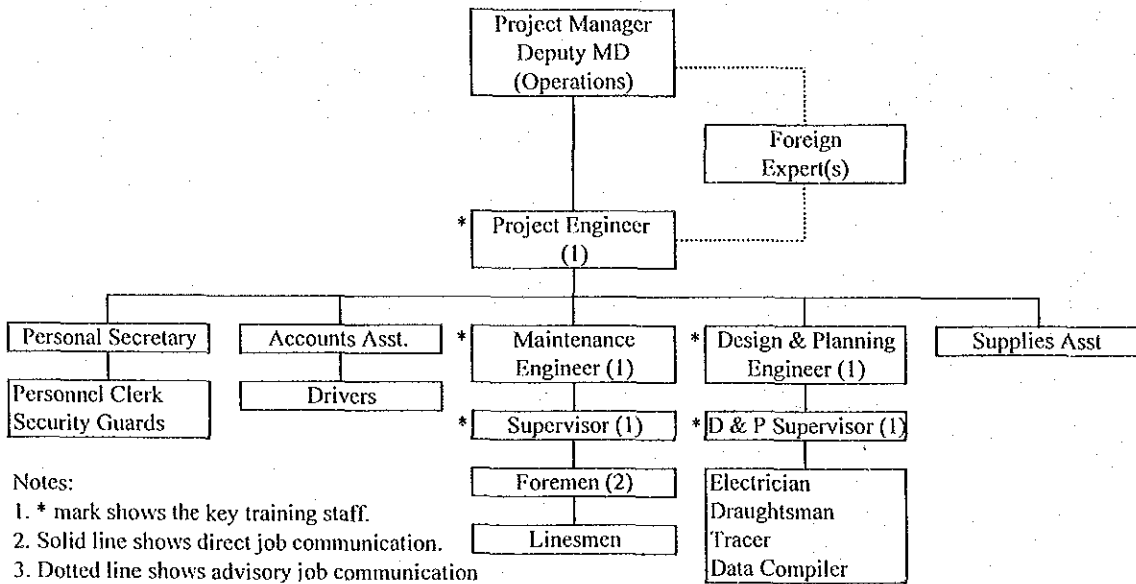 Project Manager
Deputy MD
(Operations)
Foreign
Expert(s)
* Project Engineer
(1)
Personal Secretary
Accounts Asst.
* Maintenance
Engineer (1)
* Design & Planning
Engineer (1)
Supplies Asst
Personnel Clerk
Security Guards
Drivers
* Supervisor (1)
* D & P Supervisor (1)
Foremen (2)
Linesmen
Electrician
Draughtsman
Tracer
Data Compiler
Notes:
1. * mark shows the key training staff.
2. Solid line shows direct job communication.
3. Dotted line shows advisory job communication